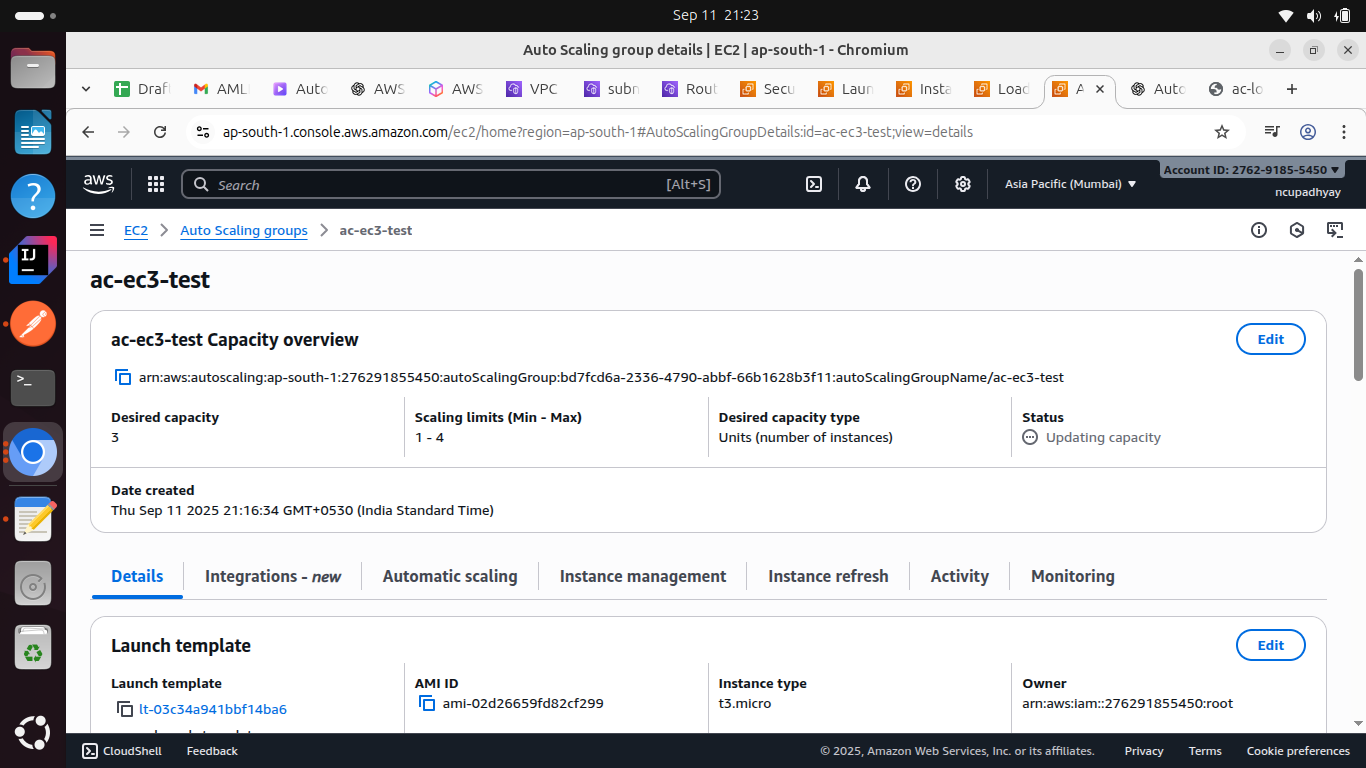 Sep 11 21:23
Auto Scaling group details | EC2 | ap-south-1 - Chromium
Draf
AML
Auto
AWS
AWS
VPC
subn
Rout
Secu
Laun
Insta
Load
A
Auto
ac-lo
ap-south-1.console.aws.amazon.com/ec2/home?region=ap-south-1#AutoScalingGroupDetails:id=ac-ec3-test;view=details
aws
Search
[Alt+S]
Asia Pacific (Mumbai)
Account ID: 2762-9185-5450
ncupadhyay
EC2
Auto Scaling groups
ac-ec3-test
ac-ec3-test
ac-ec3-test Capacity overview
Edit
arn:aws:autoscaling:ap-south-1:276291855450:autoScalingGroup:bd7fcd6a-2336-4790-abbf-66b1628b3f11:autoScalingGroupName/ac-ec3-test
Desired capacity
3
Scaling limits (Min - Max)
1 - 4
Desired capacity type
Units (number of instances)
Status
Updating capacity
Date created
Thu Sep 11 2025 21:16:34 GMT+0530 (India Standard Time)
Details
Integrations - new
Automatic scaling
Instance management
Instance refresh
Activity
Monitoring
Launch template
Edit
Launch template
lt-03c34a941bbf14ba6
AMI ID
ami-02d26659fd82cf299
Instance type
t3.micro
Owner
arn:aws:iam::276291855450:root
CloudShell
Feedback
© 2025, Amazon Web Services, Inc. or its affiliates.
Privacy
Terms
Cookie preferences